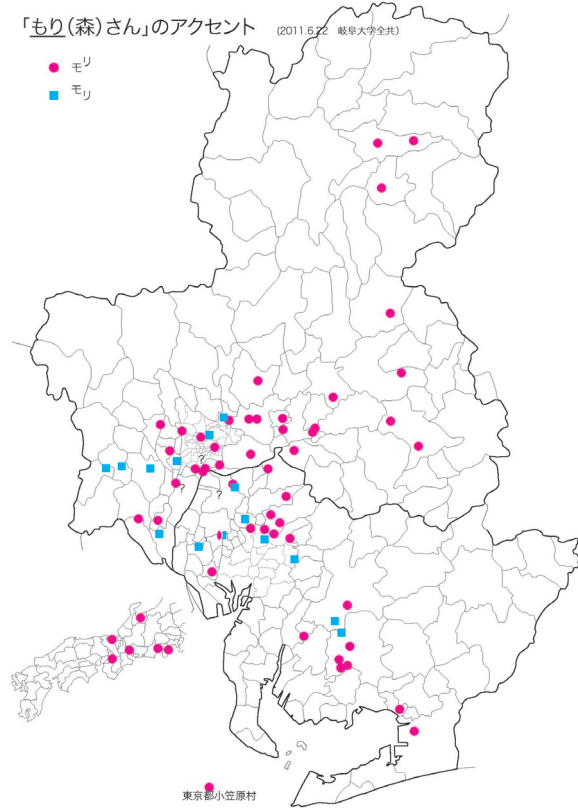 「もり(森)さん」のアクセント
(2011.6.22 岐阜大学全共)
モリ
モリ
?
?
?
東京都小笠原村